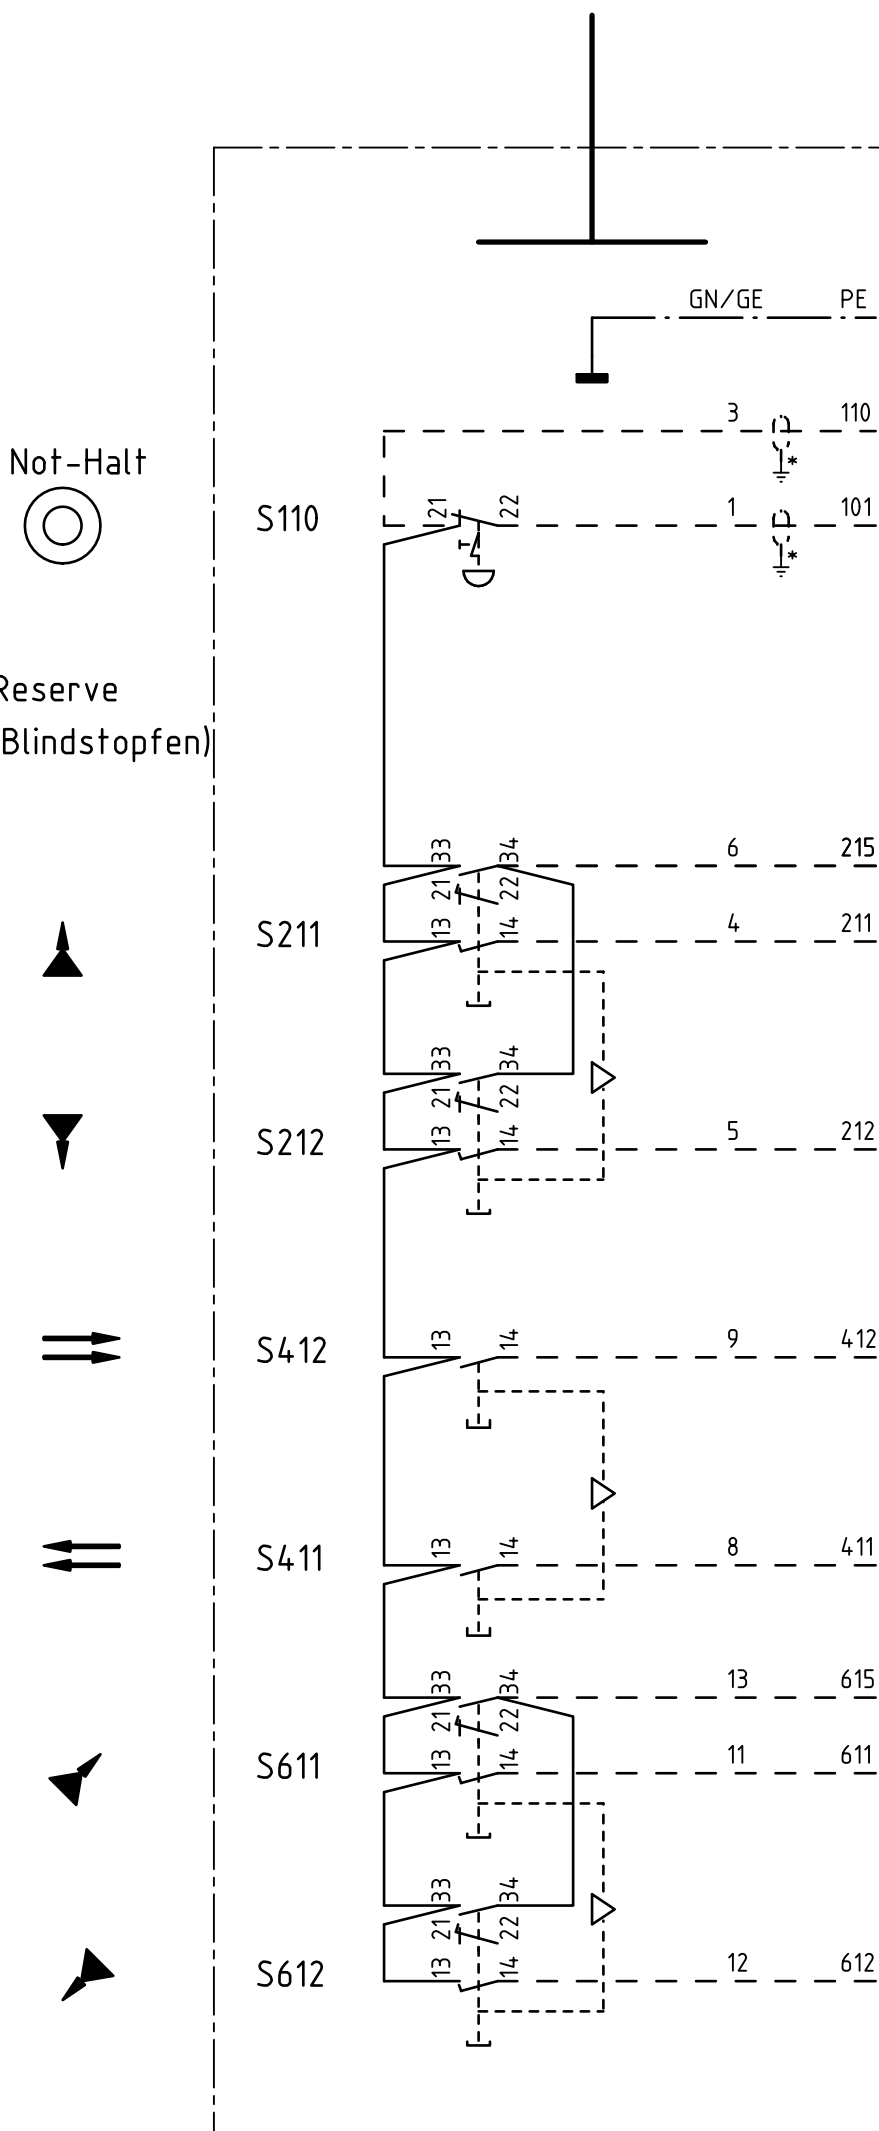 GN/GE PE
3 110
Not-Halt
S110 21 22 1 101
*
*
Reserve
Blindstopfen)
33 34 6 215
21 22
S211 13 14 4 211
33 34
21 22
S212 13 14 5 212
S412 13 14 9 412
S411 13 14 8 411
33 34 13 615
21 22
S611 13 14 11 611
33 34
21 22
S612 13 14 12 612